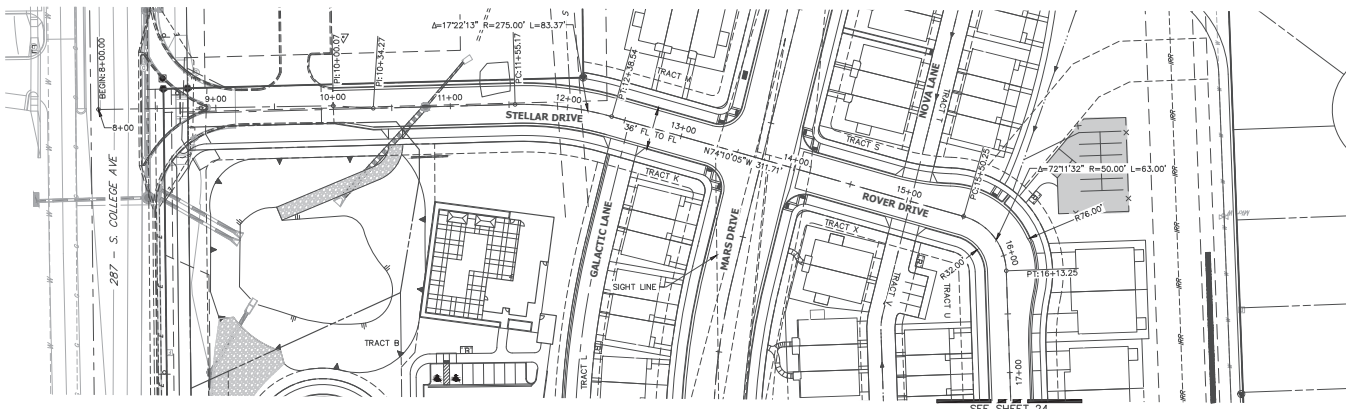 Δ=17°22'13" R=275.00' L=83.37'
BEGIN: 8+00.00
PI: 10+00.07
PI: 10+34.27
PC: 11+55.17
PT: 12+38.54
TRACT M
NOVA LANE
TRACT T
9+00
10+00
11+00
12+00
STELLAR DRIVE
8+00
36' FL TO FL
13+00
N74°10'05"W 311.71'
14+00
TRACT S
PC: 15+50.25
Δ=72°11'32" R=50.00' L=63.00'
TRACT K
15+00
ROVER DRIVE
R76.00'
287 - S. COLLEGE AVE
GALACTIC LANE
MARS DRIVE
TRACT X
R32.00'
16+00
PT: 16+13.25
SIGHT LINE
TRACT V
TRACT U
TRACT B
TRACT L
17+00
SEE SHEET 24